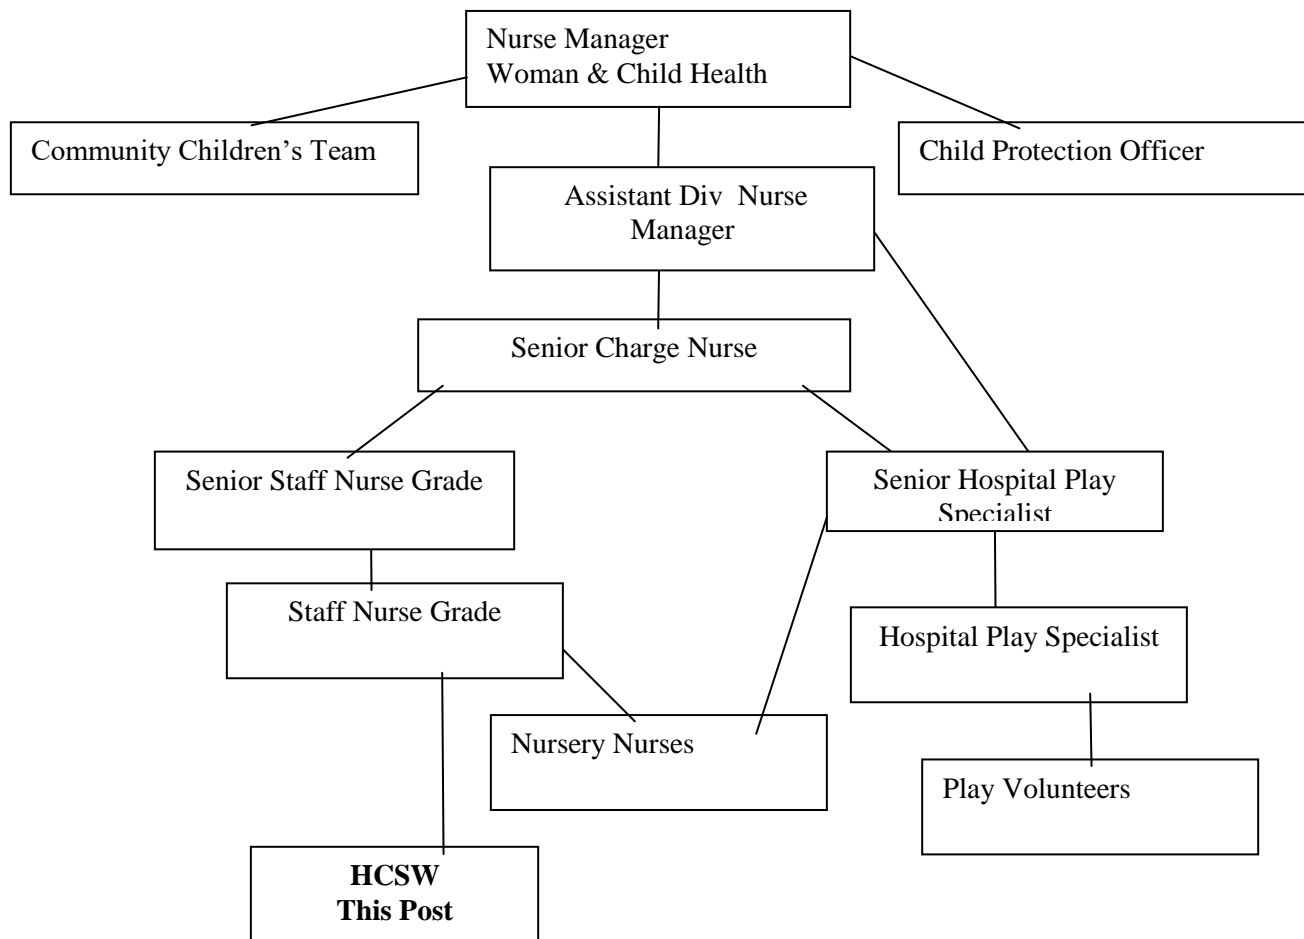 Nurse Manager
Woman & Child Health
Community Children’s Team
Child Protection Officer
Assistant Div  Nurse
Manager
Senior Charge Nurse
Senior Staff Nurse Grade
Senior Hospital Play
Specialist
Staff Nurse Grade
Hospital Play Specialist
Nursery Nurses
Play Volunteers
HCSW
This Post